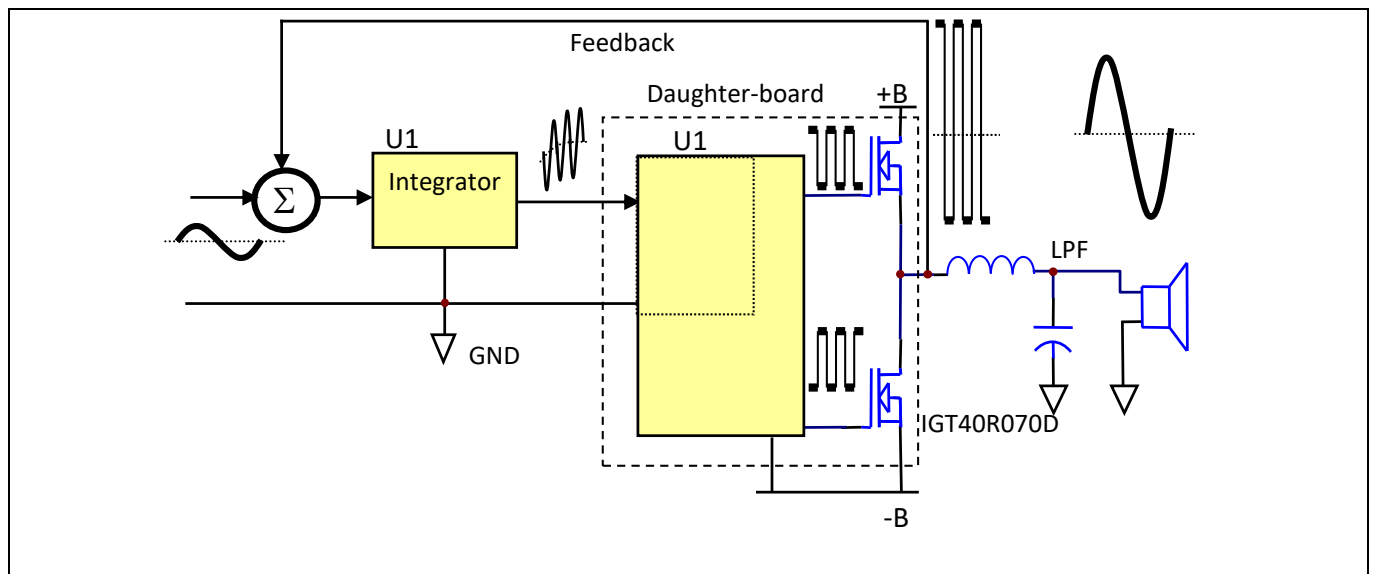 Feedback
Daughter-board
+B
U1
U1
Integrator
Σ
LPF
GND
IGT40R070D
-B